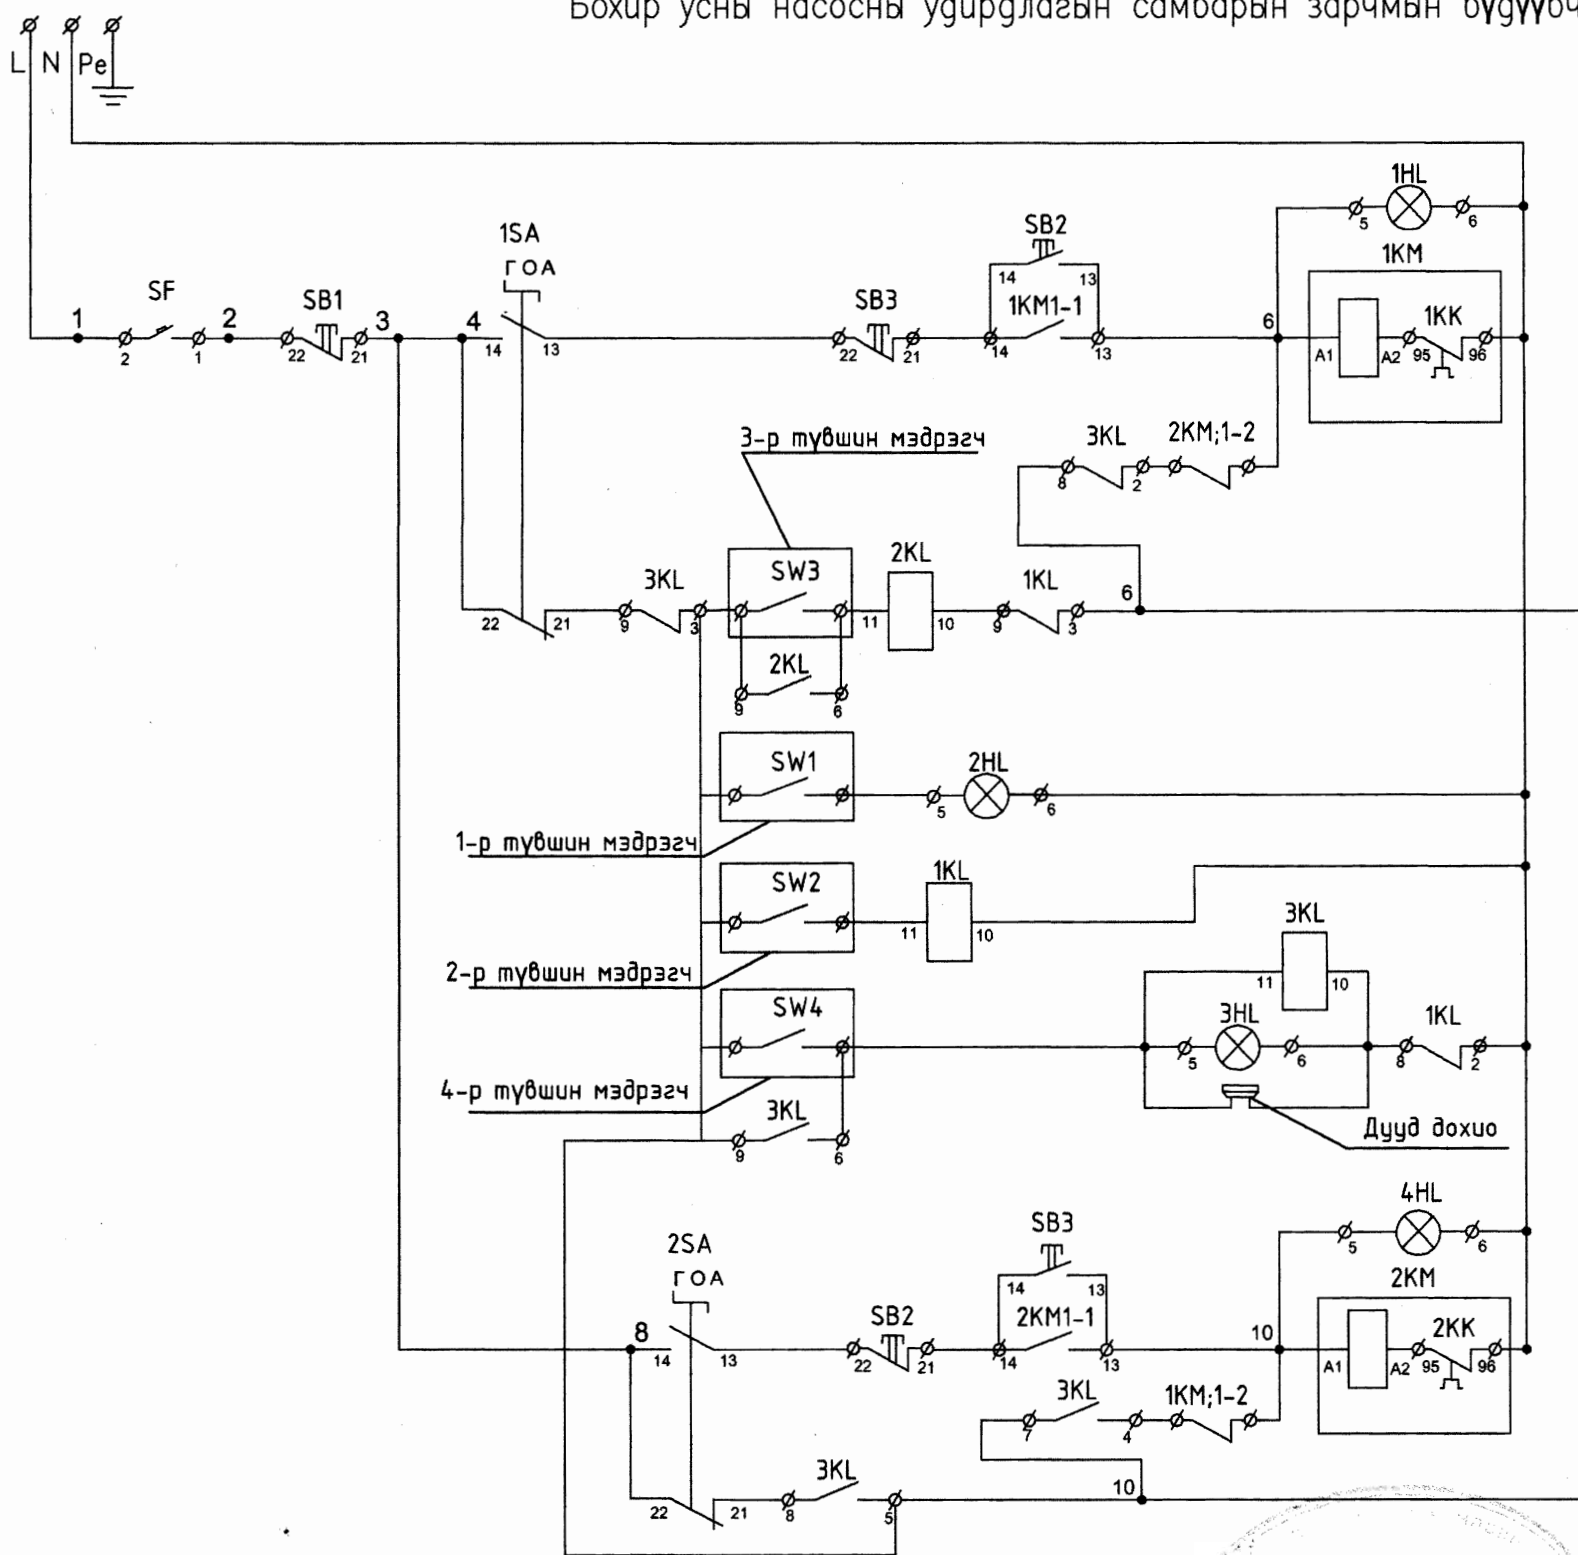 Бохир усны насосны удирдлагын самбарын зарчмын бүдүүвч
L N Pe
1HL
5 6
1SA
ГОА
SB2
14 13
1KM
SF
SB1
SB3
1KM1-1
1KK
1 2 3 4 6
2 1 22 21 14 13 22 21 14 13 A1 A2 95 96
3-р түвшин мэдрэгч
3KL 2KM;1-2
8 2
3KL
SW3
2KL
1KL
6
22 21 9 3 11 10 9 3
2KL
9 6
SW1
2HL
5 6
1-р түвшин мэдрэгч
SW2
1KL
11 10
2-р түвшин мэдрэгч
3KL
11 10
SW4
3HL
1KL
5 6 8 2
4-р түвшин мэдрэгч
3KL
9 6
Дууд дохио
4HL
5 6
2SA
ГОА
SB3
14 13
2KM
SB2
2KM1-1
2KK
8 10
14 13 22 21 14 13 A1 A2 95 96
3KL 1KM;1-2
7 4
3KL
10
22 21 8 5